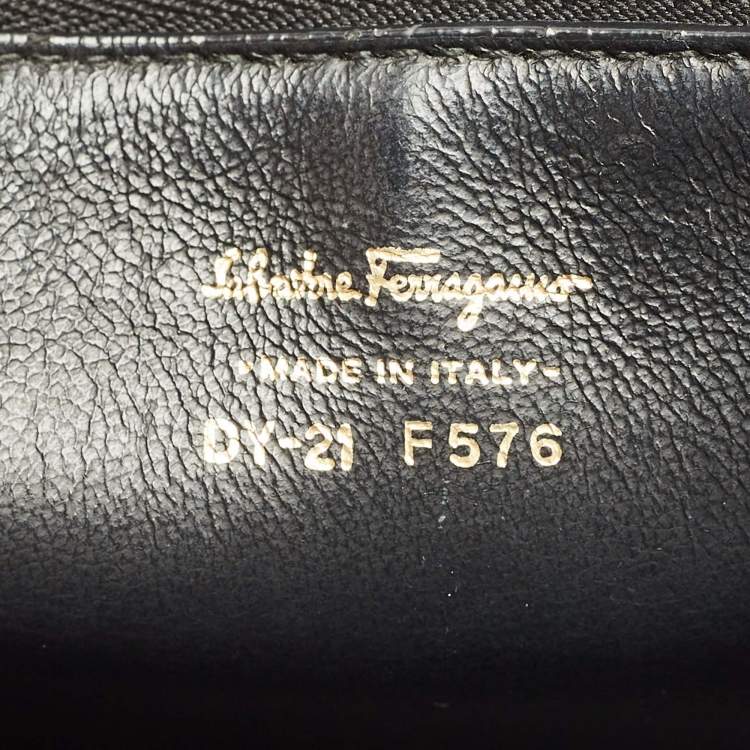 Salvatore Ferragamo
-MADE IN ITALY-
DY-21 F576